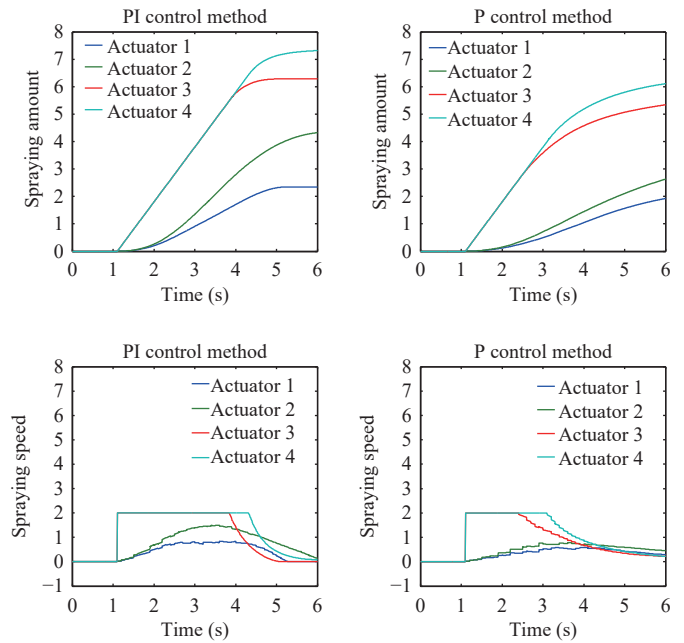 PI control method
8
7
6
5
4
3
2
1
0
Spraying amount
Actuator 1
Actuator 2
Actuator 3
Actuator 4
0 1 2 3 4 5 6
Time (s)
P control method
8
7
6
5
4
3
2
1
0
Spraying amount
Actuator 1
Actuator 2
Actuator 3
Actuator 4
0 1 2 3 4 5 6
Time (s)
PI control method
8
7
6
5
4
3
2
1
0
−1
Spraying speed
Actuator 1
Actuator 2
Actuator 3
Actuator 4
0 1 2 3 4 5 6
Time (s)
P control method
8
7
6
5
4
3
2
1
0
−1
Spraying speed
Actuator 1
Actuator 2
Actuator 3
Actuator 4
0 1 2 3 4 5 6
Time (s)